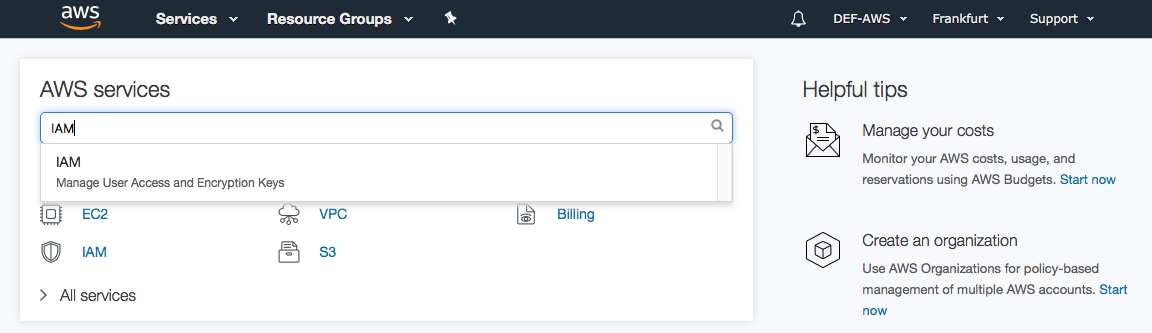 aws
Services
Resource Groups
DEF-AWS
Frankfurt
Support
AWS services
IAM
IAM
Manage User Access and Encryption Keys
EC2
VPC
Billing
IAM
S3
All services
Helpful tips
Manage your costs
Monitor your AWS costs, usage, and
reservations using AWS Budgets. Start now
Create an organization
Use AWS Organizations for policy-based
management of multiple AWS accounts. Start
now